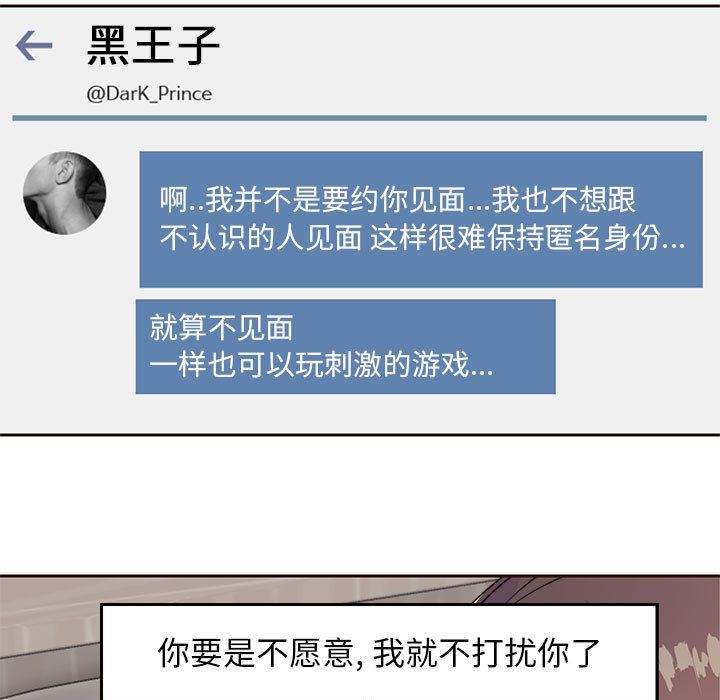 黑王子
@DarK_Prince
啊..我并不是要约你见面...我也不想跟
不认识的人见面 这样很难保持匿名身份...
就算不见面
一样也可以玩刺激的游戏...
你要是不愿意, 我就不打扰你了